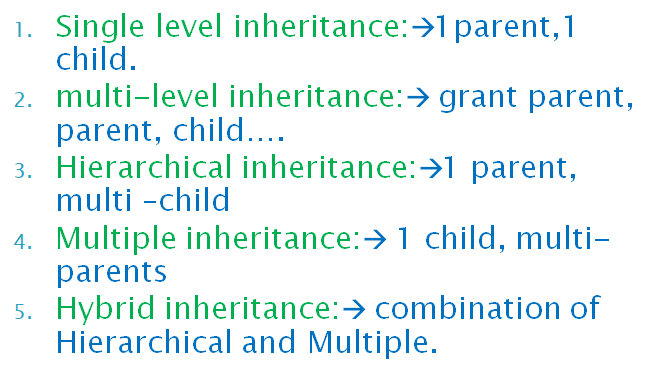 1. Single level inheritance:→1parent,1
child.
2. multi-level inheritance:→ grant parent,
parent, child....
3. Hierarchical inheritance:→1 parent,
multi -child
4. Multiple inheritance:→ 1 child, multi-
parents
5. Hybrid inheritance:→ combination of
Hierarchical and Multiple.